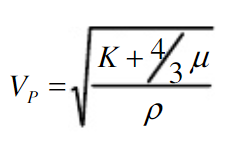 V_P = √((K + 4/3 μ) / ρ)